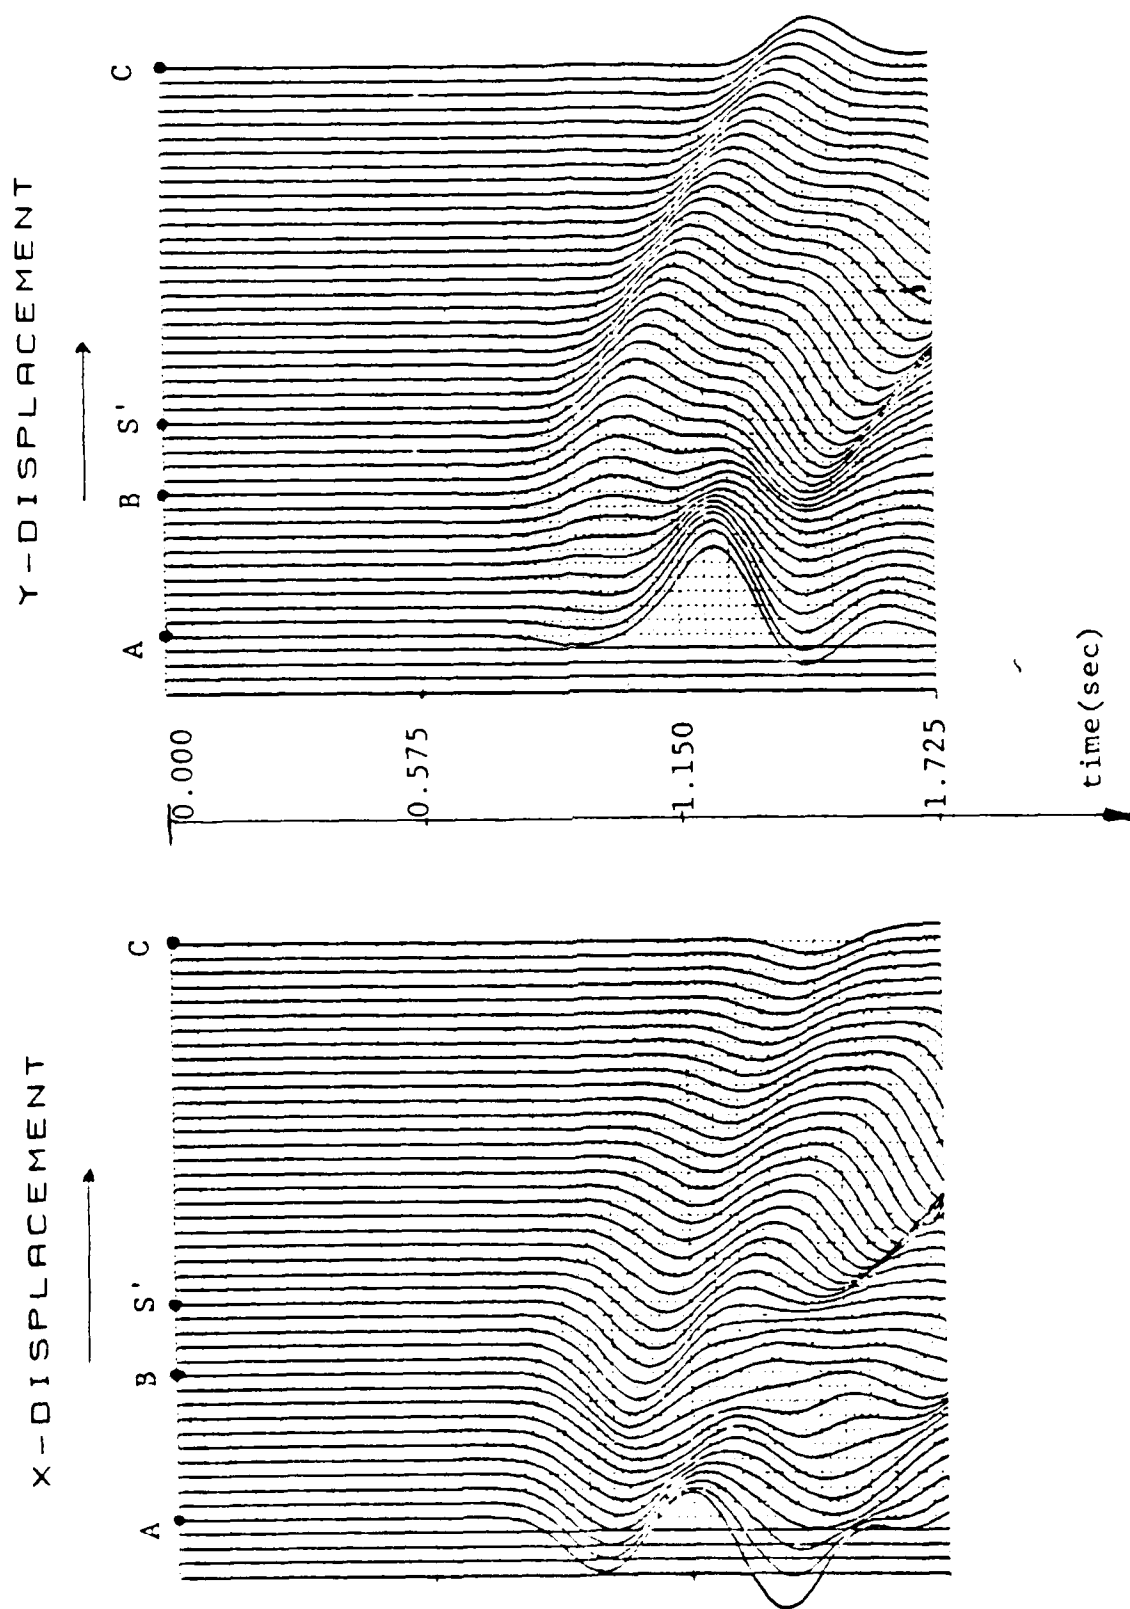 X-DISPLACEMENT
A B S' C
Y-DISPLACEMENT
A B S' C
0.000
0.575
1.150
1.725
time(sec)